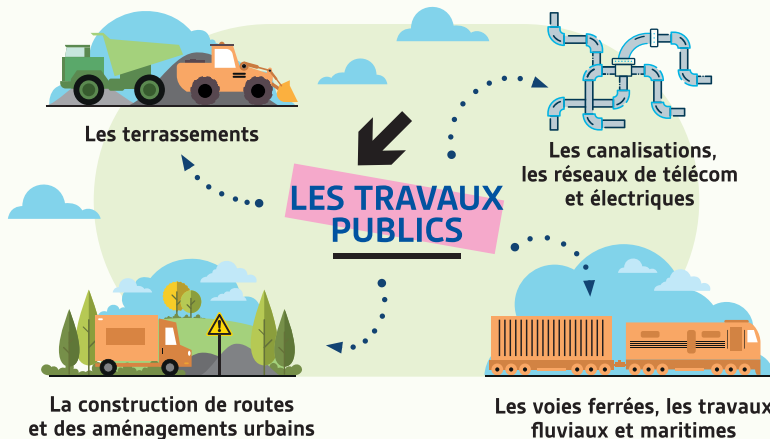 Les terrassements
Les canalisations,
les réseaux de télécom
et électriques
LES TRAVAUX
PUBLICS
La construction de routes
et des aménagements urbains
Les voies ferrées, les travaux
fluviaux et maritimes